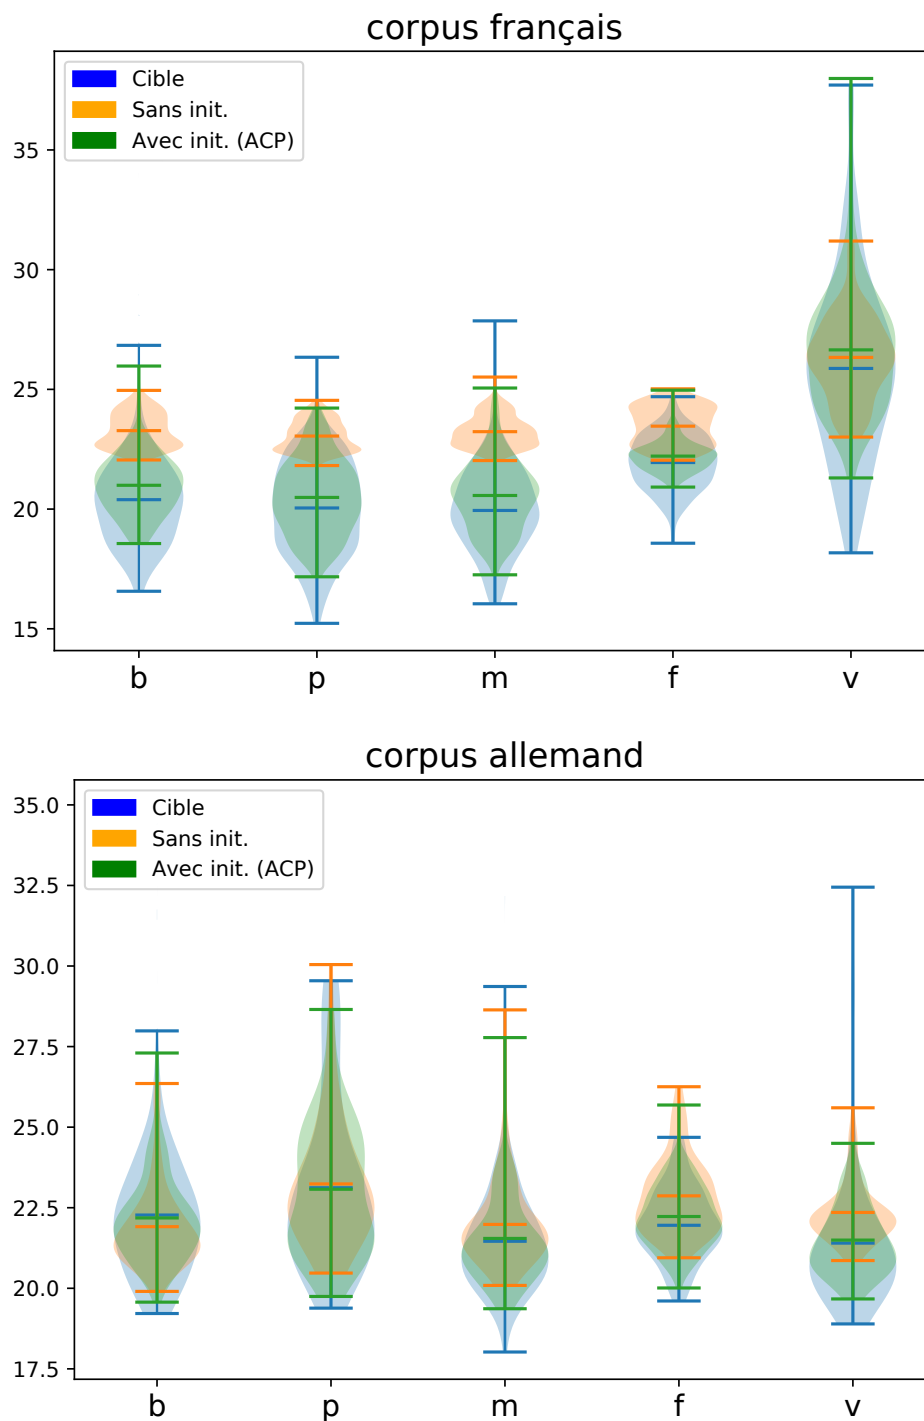 corpus français
Cible
Sans init.
Avec init. (ACP)
35
30
25
20
15
b p m f v
corpus allemand
Cible
Sans init.
Avec init. (ACP)
35.0
32.5
30.0
27.5
25.0
22.5
20.0
17.5
b p m f v